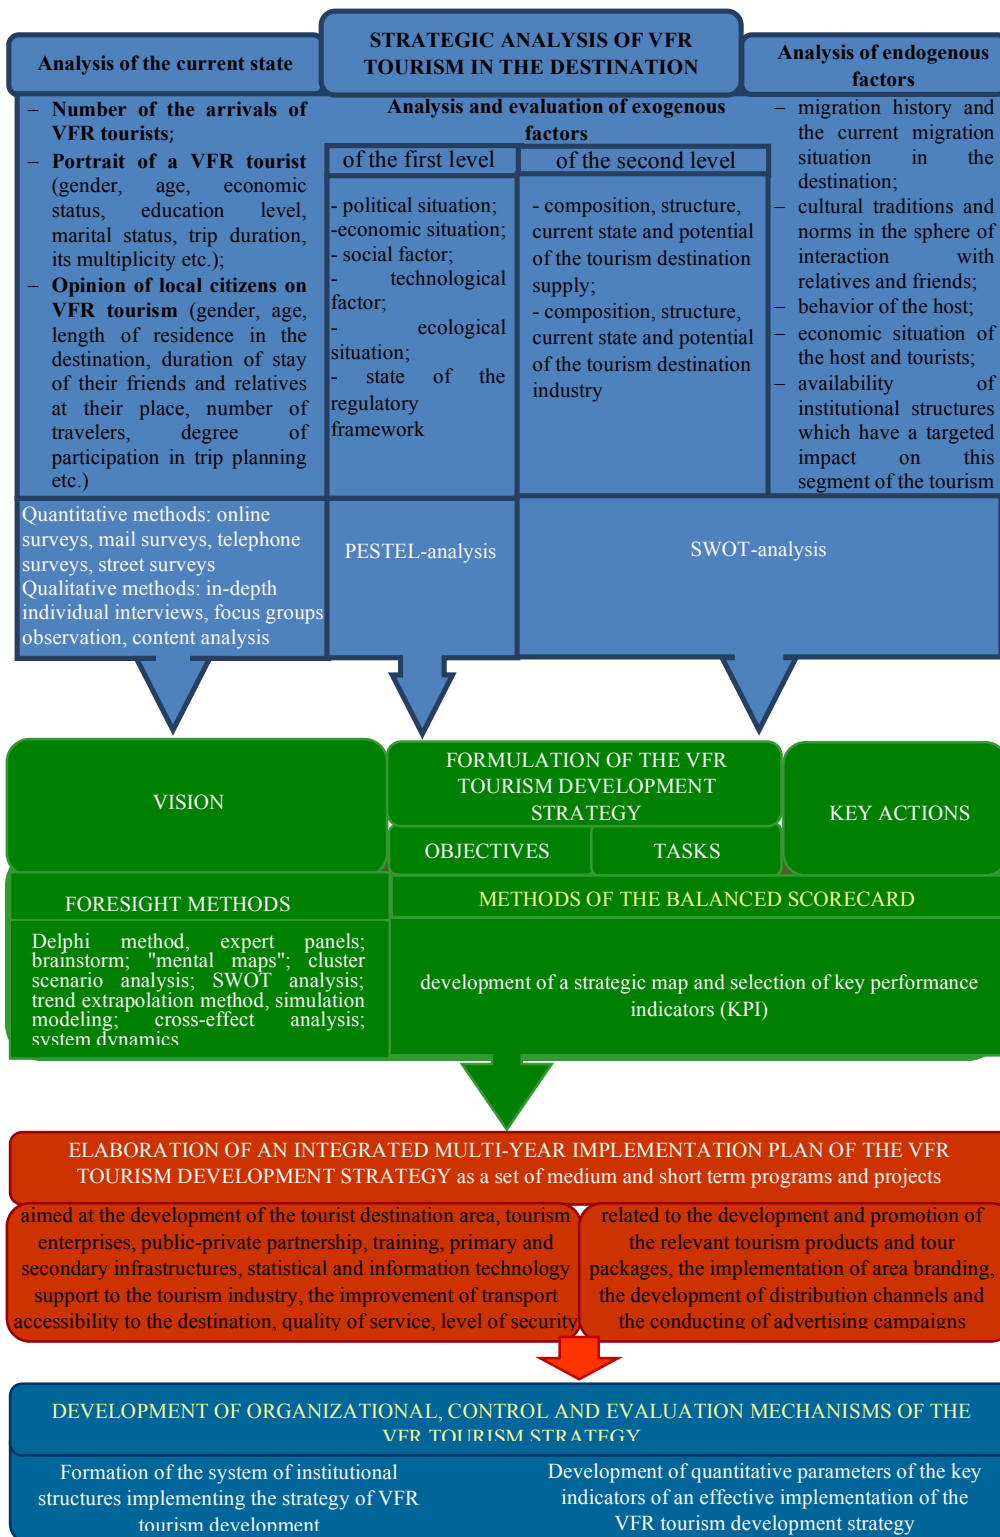 Analysis of the current state
STRATEGIC ANALYSIS OF VFR
TOURISM IN THE DESTINATION
Analysis of endogenous
factors
– Number of the arrivals of
VFR tourists;
– Portrait of a VFR tourist
(gender, age, economic
status, education level,
marital status, trip duration,
its multiplicity etc.);
– Opinion of local citizens on
VFR tourism (gender, age,
length of residence in the
destination, duration of stay
of their friends and relatives
at their place, number of
travelers, degree of
participation in trip planning
etc.)
Analysis and evaluation of exogenous
factors
of the first level
- political situation;
-economic situation;
- social factor;
- technological
factor;
- ecological
situation;
- state of the
regulatory
framework
of the second level
- composition, structure,
current state and potential
of the tourism destination
supply;
- composition, structure,
current state and potential
of the tourism destination
industry
– migration history and
the current migration
situation in the
destination;
– cultural traditions and
norms in the sphere of
interaction with
relatives and friends;
– behavior of the host;
– economic situation of
the host and tourists;
– availability of
institutional structures
which have a targeted
impact on this
segment of the tourism
Quantitative methods: online
surveys, mail surveys, telephone
surveys, street surveys
Qualitative methods: in-depth
individual interviews, focus groups
observation, content analysis
PESTEL-analysis
SWOT-analysis
VISION
FORMULATION OF THE VFR
TOURISM DEVELOPMENT
STRATEGY
OBJECTIVES
TASKS
KEY ACTIONS
FORESIGHT METHODS
Delphi method, expert panels;
brainstorm; "mental maps"; cluster
scenario analysis; SWOT analysis;
trend extrapolation method, simulation
modeling; cross-effect analysis;
system dynamics
METHODS OF THE BALANCED SCORECARD
development of a strategic map and selection of key performance
indicators (KPI)
ELABORATION OF AN INTEGRATED MULTI-YEAR IMPLEMENTATION PLAN OF THE VFR
TOURISM DEVELOPMENT STRATEGY as a set of medium and short term programs and projects
aimed at the development of the tourist destination area, tourism
enterprises, public-private partnership, training, primary and
secondary infrastructures, statistical and information technology
support to the tourism industry, the improvement of transport
accessibility to the destination, quality of service, level of security
related to the development and promotion of
the relevant tourism products and tour
packages, the implementation of area branding,
the development of distribution channels and
the conducting of advertising campaigns
DEVELOPMENT OF ORGANIZATIONAL, CONTROL AND EVALUATION MECHANISMS OF THE
VFR TOURISM STRATEGY
Formation of the system of institutional
structures implementing the strategy of VFR
tourism development
Development of quantitative parameters of the key
indicators of an effective implementation of the
VFR tourism development strategy